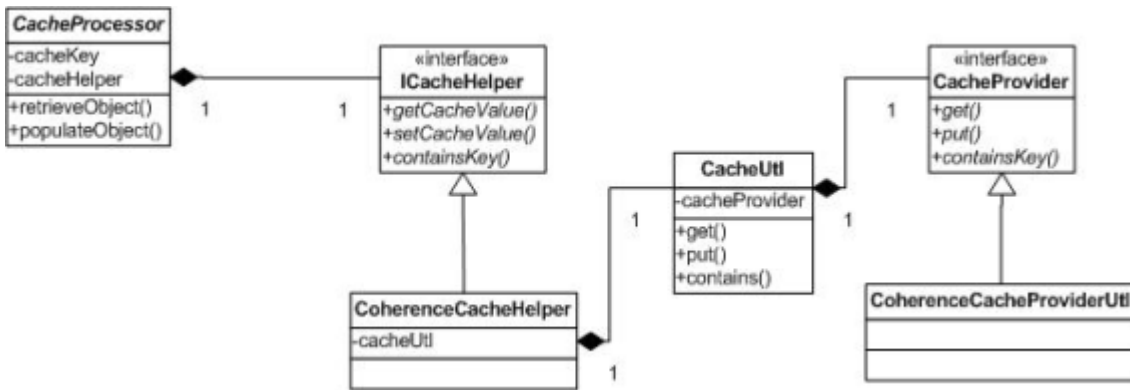 CacheProcessor
-cacheKey
-cacheHelper
+retrieveObject()
+populateObject()
1
1
«interface»
ICacheHelper
+getCacheValue()
+setCacheValue()
+containsKey()
CoherenceCacheHelper
-cacheUtl
1
1
CacheUtl
-cacheProvider
+get()
+put()
+contains()
1
1
«interface»
CacheProvider
+get()
+put()
+containsKey()
CoherenceCacheProviderUtl